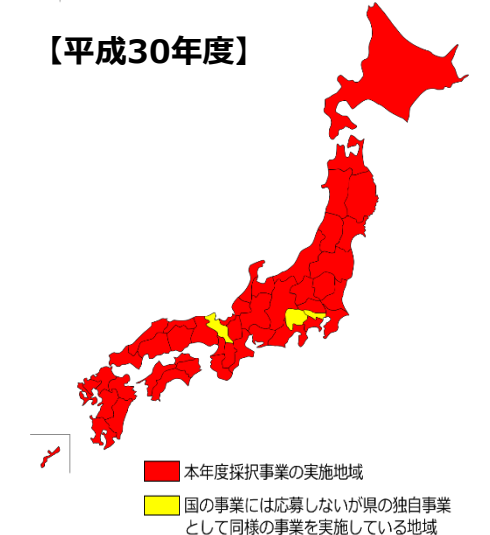 【平成30年度】
本年度採択事業の実施地域
国の事業には応募しないが県の独自事業
として同様の事業を実施している地域